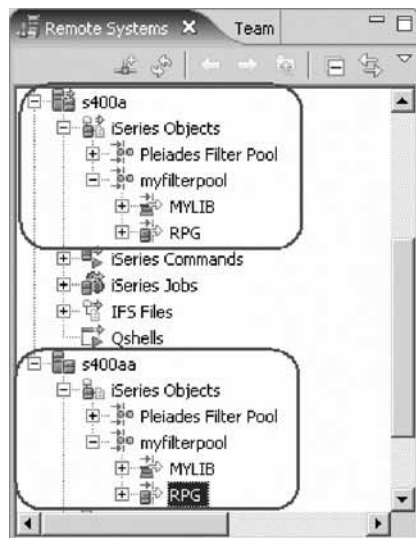 Remote Systems Team
s400a
iSeries Objects
Pleiades Filter Pool
myfilterpool
MYLIB
RPG
iSeries Commands
iSeries Jobs
IFS Files
Qshells
s400aa
iSeries Objects
Pleiades Filter Pool
myfilterpool
MYLIB
RPG